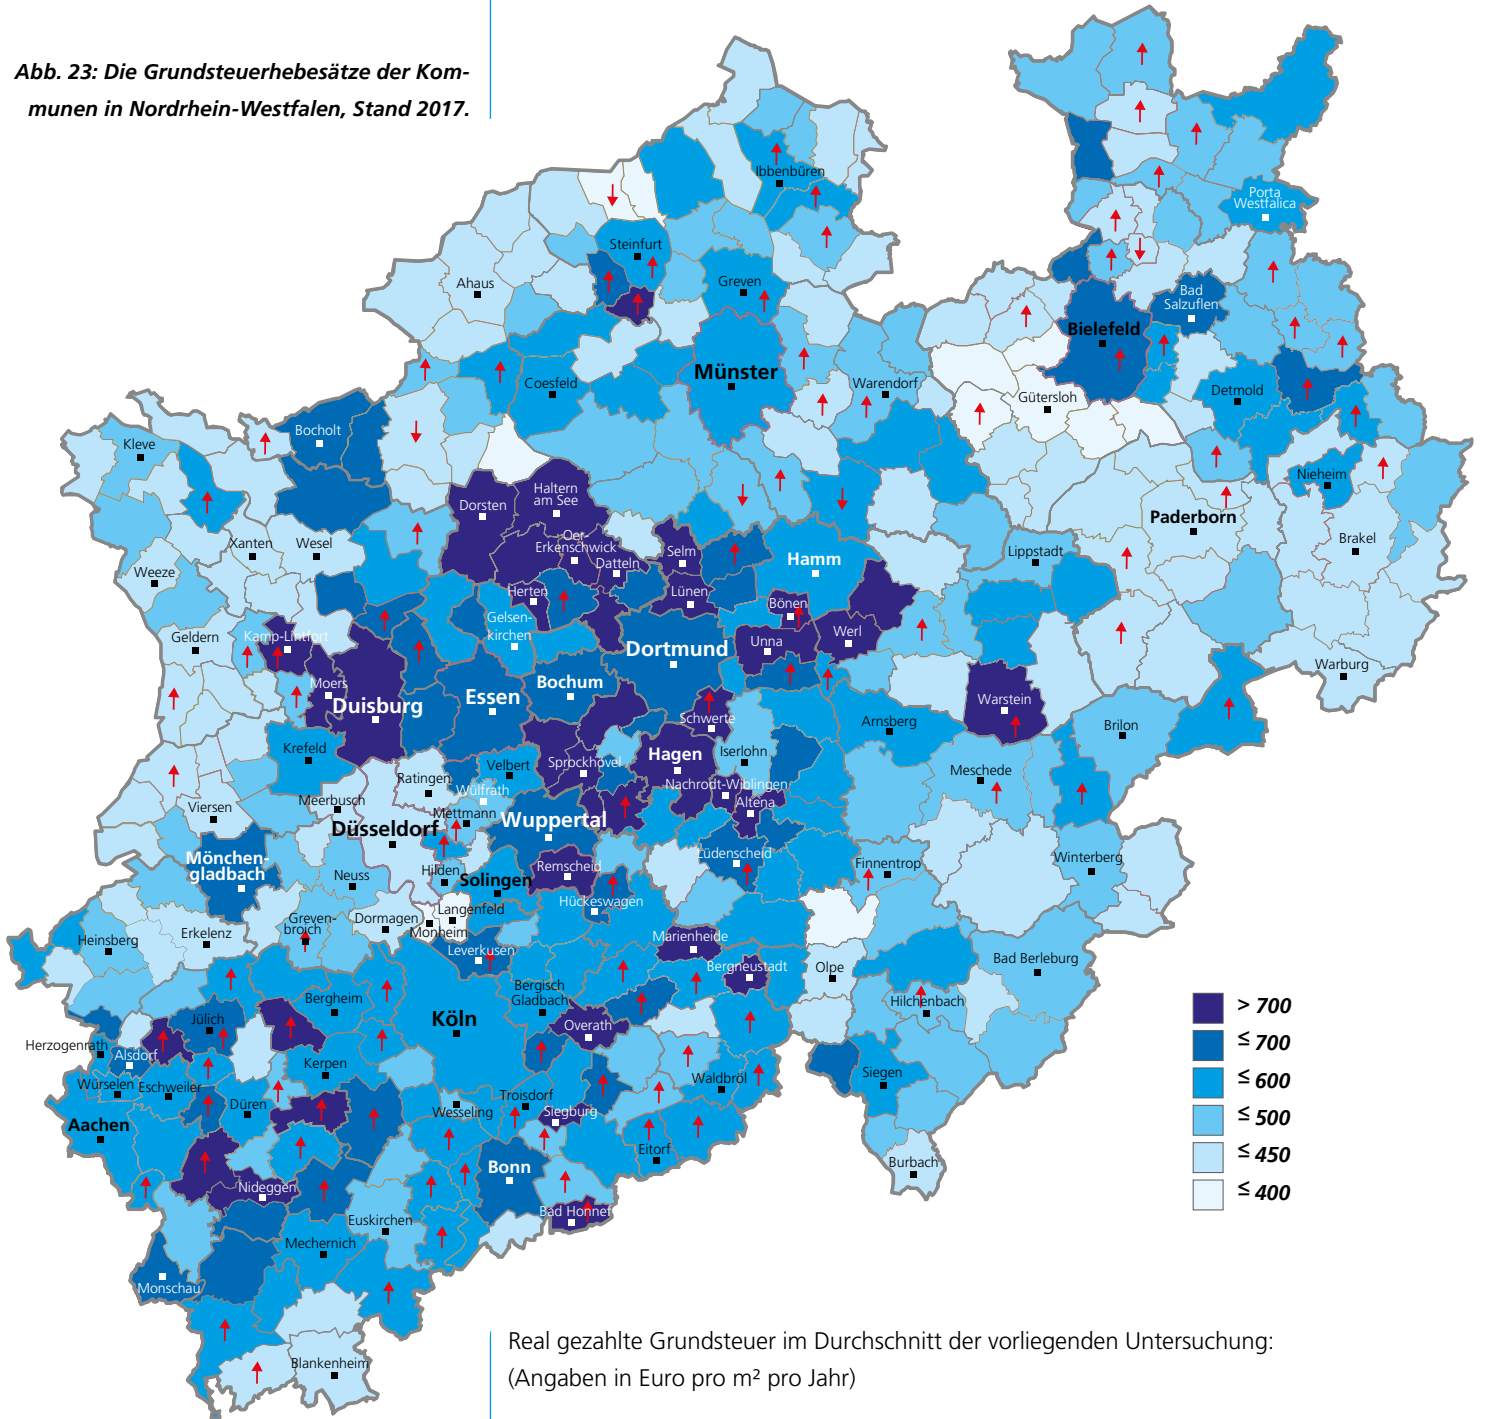 Abb. 23: Die Grundsteuerhebesätze der Kom-
munen in Nordrhein-Westfalen, Stand 2017.
Ibbenbüren
Porta
Westfalica
Steinfurt
Ahaus
Greven
Bad
Salzuflen
Bielefeld
Münster
Coesfeld
Warendorf
Gütersloh
Detmold
Bocholt
Kleve
Nieheim
Haltern
am See
Dorsten
Paderborn
Oer-
Erkenschwick
Xanten
Wesel
Selm
Datteln
Hamm
Lippstadt
Brakel
Weeze
Herten
Lünen
Bönen
Gelsen-
kirchen
Geldern
Kamp-Lintfort
Unna
Werl
Dortmund
Warburg
Moers
Duisburg
Essen
Bochum
Warstein
Schwerte
Arnsberg
Brilon
Krefeld
Velbert
Sprockhövel
Hagen
Iserlohn
Meschede
Ratingen
Wülfrath
Nachrodt-Wiblingen
Altena
Viersen
Meerbusch
Mettmann
Düsseldorf
Wuppertal
Mönchen-
gladbach
Lüdenscheid
Finnentrop
Winterberg
Neuss
Hilden
Solingen
Remscheid
Hückeswagen
Langenfeld
Dormagen
Monheim
Greven-
broich
Erkelenz
Heinsberg
Marienheide
Leverkusen
Bergneustadt
Olpe
Bad Berleburg
Bergisch
Gladbach
Bergheim
Hilchenbach
Jülich
Köln
Overath
Herzogenrath
Alsdorf
Kerpen
Siegen
Würselen
Eschweiler
Waldbröl
Düren
Troisdorf
Wesseling
Siegburg
Aachen
Eitorf
Bonn
Burbach
Nideggen
Bad Honnef
Euskirchen
Mechernich
Monschau
Blankenheim
> 700
≤ 700
≤ 600
≤ 500
≤ 450
≤ 400
Real gezahlte Grundsteuer im Durchschnitt der vorliegenden Untersuchung:
(Angaben in Euro pro m² pro Jahr)